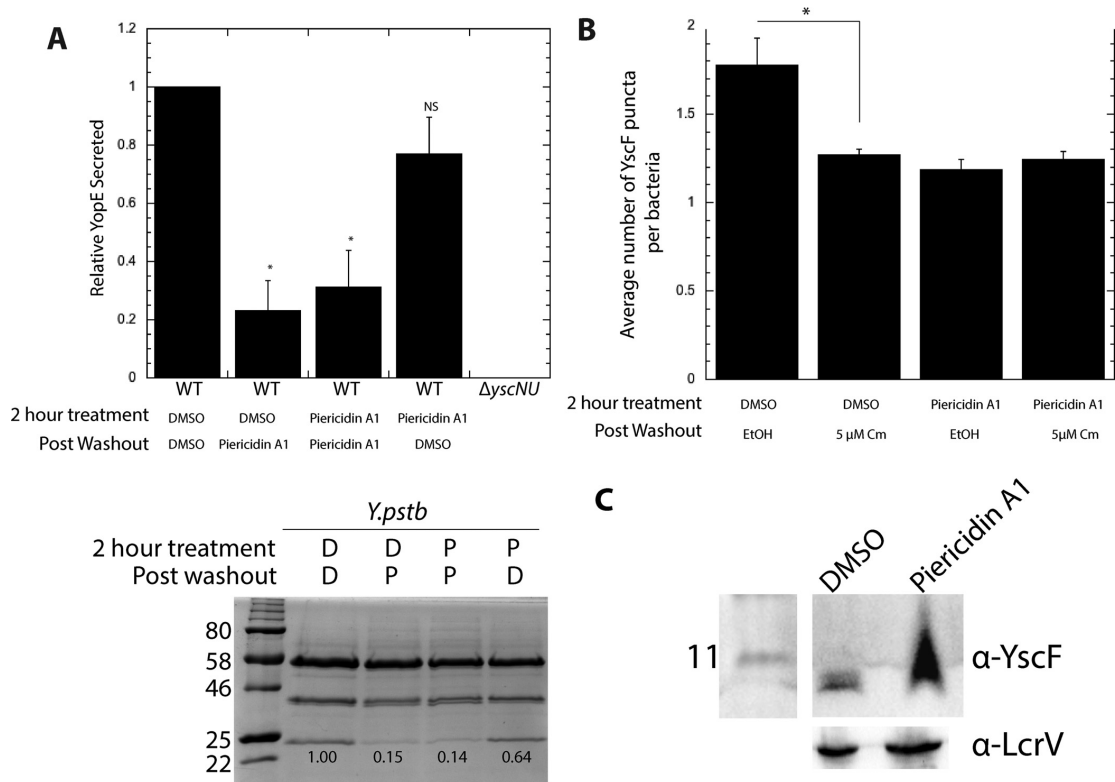 A
1.2
1
0.8
0.6
0.4
0.2
0
Relative YopE Secreted
*
*
NS
WT WT WT WT ΔyscNU
2 hour treatment DMSO DMSO Piericidin A1 Piericidin A1
Post Washout DMSO Piericidin A1 Piericidin A1 DMSO
B
2
1.5
1
0.5
0
Average number of YscF puncta
per bacteria
*
2 hour treatment DMSO DMSO Piericidin A1 Piericidin A1
Post Washout EtOH 5 µM Cm EtOH 5µM Cm
Y.pstb
2 hour treatment D D P P
Post washout D P P D
80
58
46
25
22
1.00 0.15 0.14 0.64
C
DMSO Piericidin A1
11 α-YscF
α-LcrV